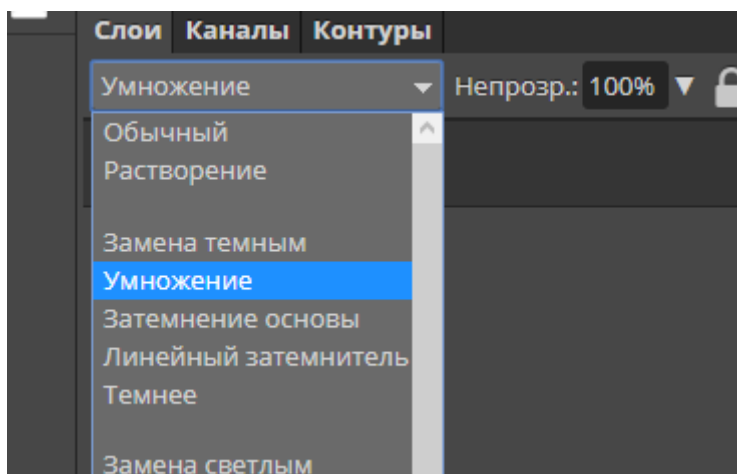 Слои Каналы Контуры
Умножение Непрозр.: 100%
Обычный
Растворение
Замена темным
Умножение
Затемнение основы
Линейный затемнитель
Темнее
Замена светлым